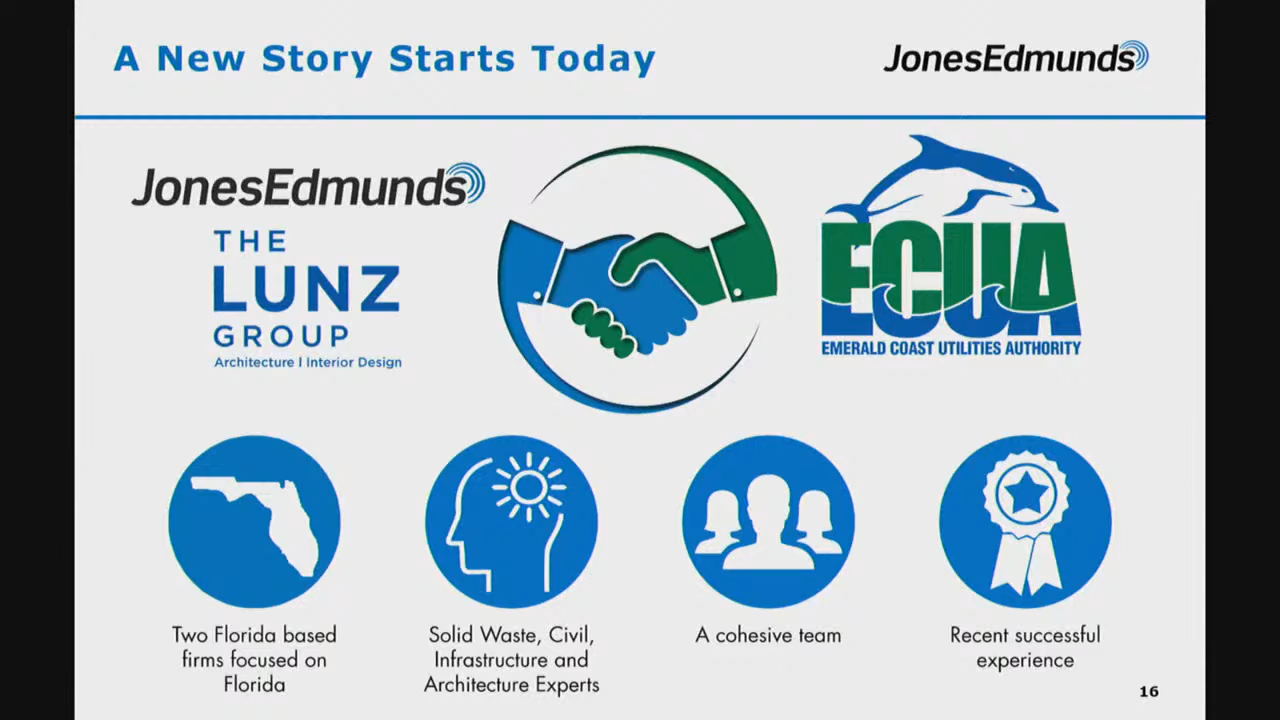 A New Story Starts Today
JonesEdmunds
JonesEdmunds
THE
LUNZ
GROUP
Architecture I Interior Design
ECUA
EMERALD COAST UTILITIES AUTHORITY
Two Florida based
firms focused on
Florida
Solid Waste, Civil,
Infrastructure and
Architecture Experts
A cohesive team
Recent successful
experience
16